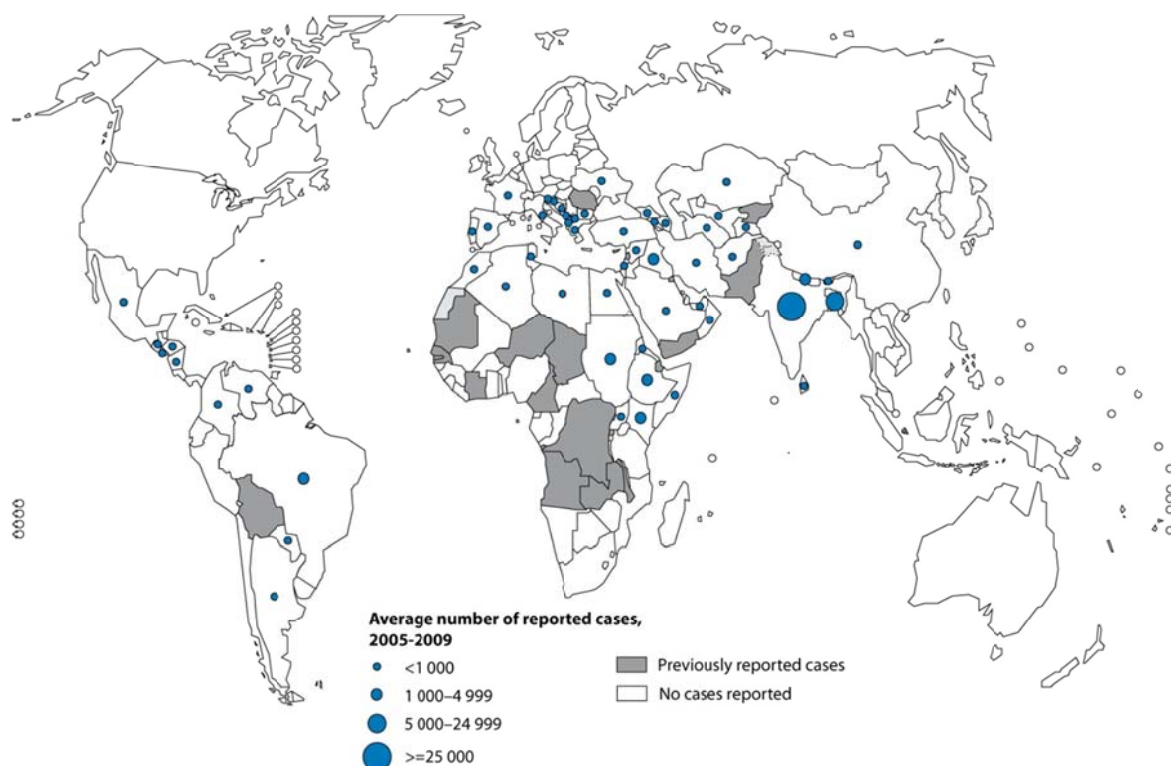 Average number of reported cases,
2005-2009
<1 000
1 000–4 999
5 000–24 999
>=25 000
Previously reported cases
No cases reported